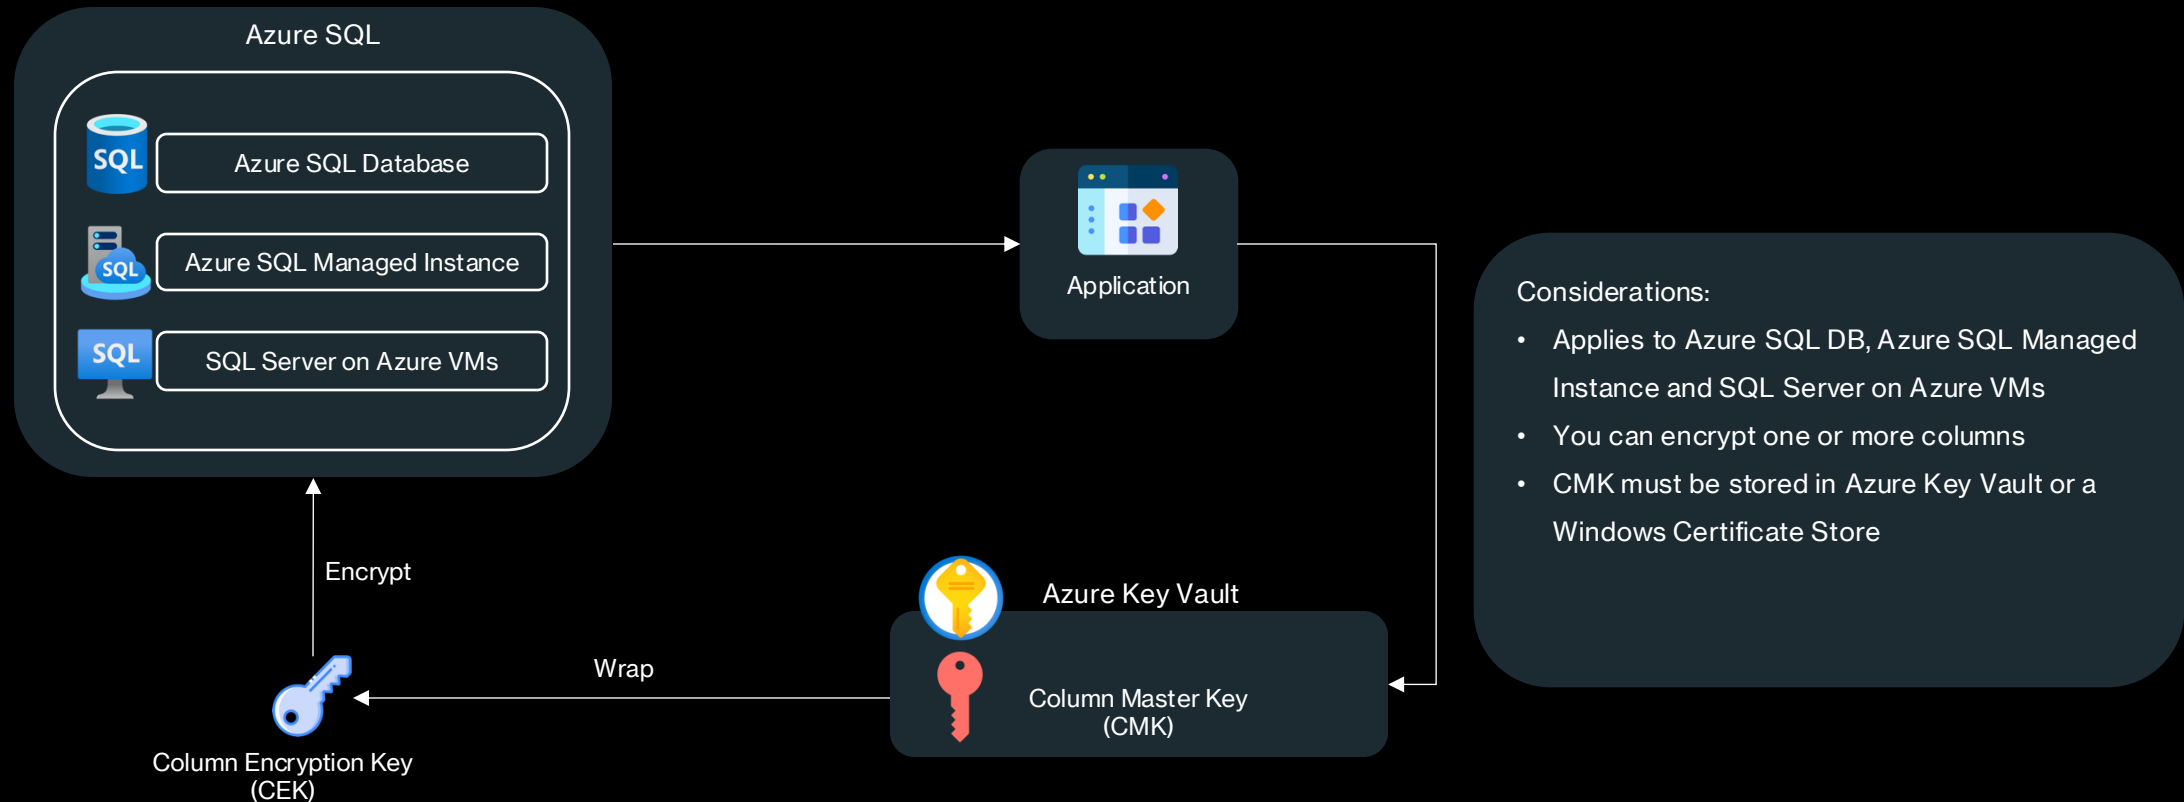 Azure SQL
SQL
Azure SQL Database
SQL
Azure SQL Managed Instance
SQL
SQL Server on Azure VMs
Application
Considerations:
• Applies to Azure SQL DB, Azure SQL Managed
Instance and SQL Server on Azure VMs
• You can encrypt one or more columns
• CMK must be stored in Azure Key Vault or a
Windows Certificate Store
Encrypt
Azure Key Vault
Wrap
Column Master Key
(CMK)
Column Encryption Key
(CEK)